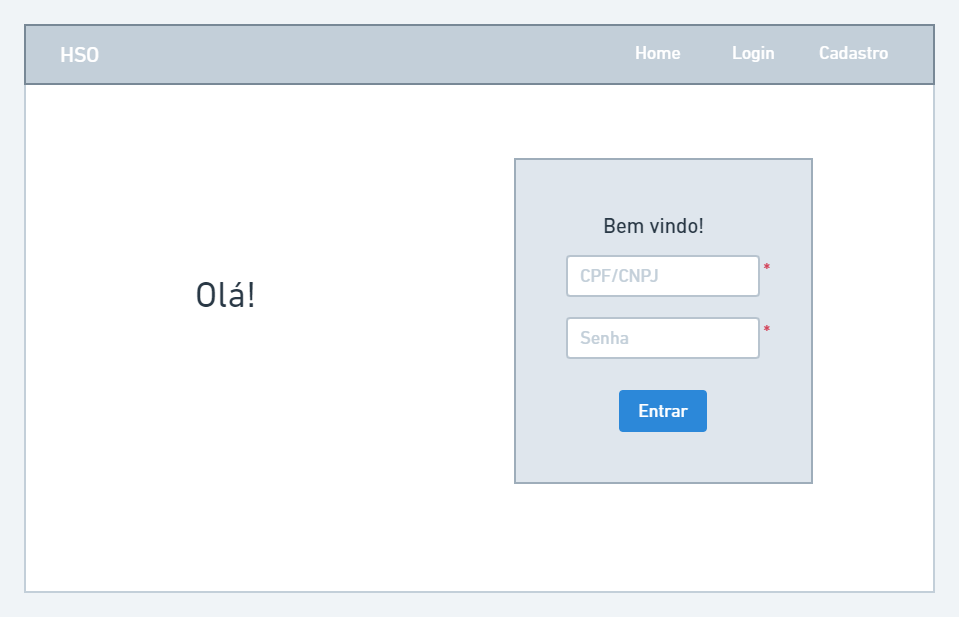 HSO
Home Login Cadastro
Olá!
Bem vindo!
CPF/CNPJ *
Senha *
Entrar